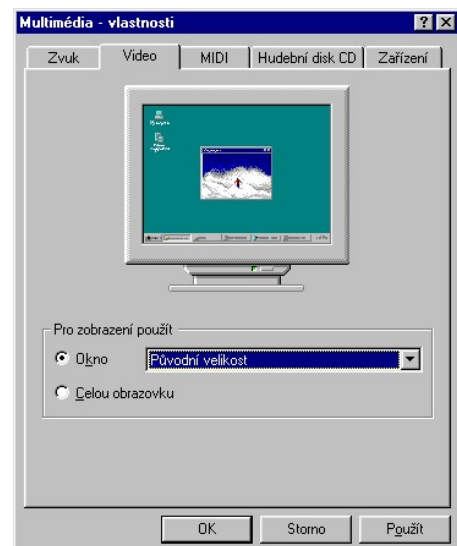 Multimédia - vlastnosti
Zvuk Video MIDI Hudební disk CD Zařízení
Pro zobrazení použít
Okno Původní velikost
Celou obrazovku
OK Storno Použít